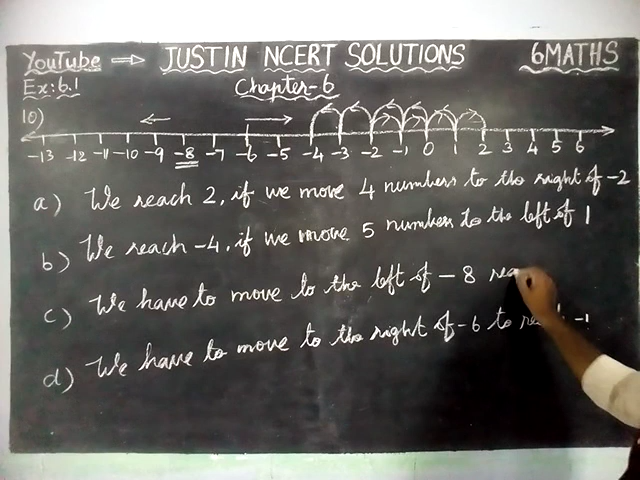 YouTube ⇒ JUSTIN NCERT SOLUTIONS 6MATHS
Ex: 6.1 Chapter-6
10)
-13 -12 -11 -10 -9 -8 -7 -6 -5 -4 -3 -2 -1 0 1 2 3 4 5 6
a) We reach 2, if we move 4 numbers to the right of -2
b) We reach -4, if we move 5 numbers to the left of 1
c) We have to move to the left of -8
d) We have to move to the right of -6 to -1